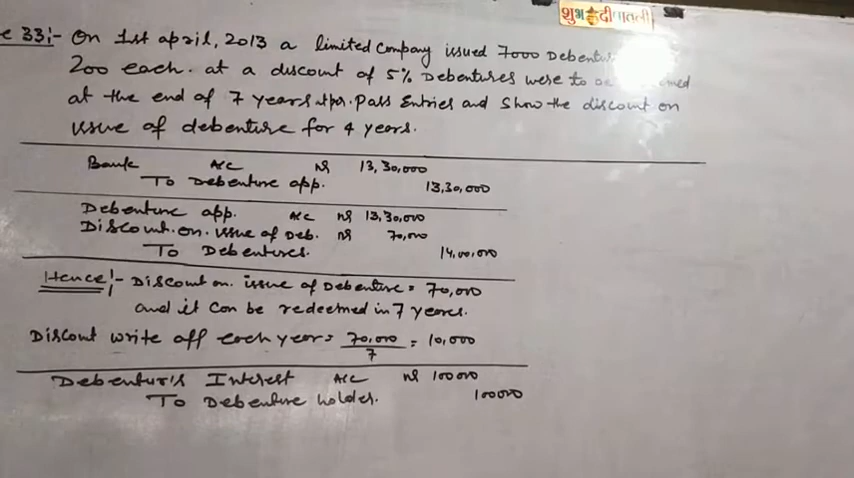 शुभ दीपावली
e 33:- On 1st april, 2013 a limited company issued 7000 Debentu
200 each. at a discount of 5% Debentures were to be med
at the end of 7 years. Pass Entries and Show the discount on
issue of debenture for 4 years.
Bank A/c Dr 13,30,000
To Debenture app. 13,30,000
Debenture app. A/c Dr 13,30,000
Discount. on. issue of Deb. Dr 70,000
To Debentures. 14,00,000
Hence:- Discount on. issue of Debenture = 70,000
and it can be redeemed in 7 years.
Discount write off each year = 70,000/7 = 10,000
Debentur's Interest A/c Dr 100000
To Debenture holder. 100000